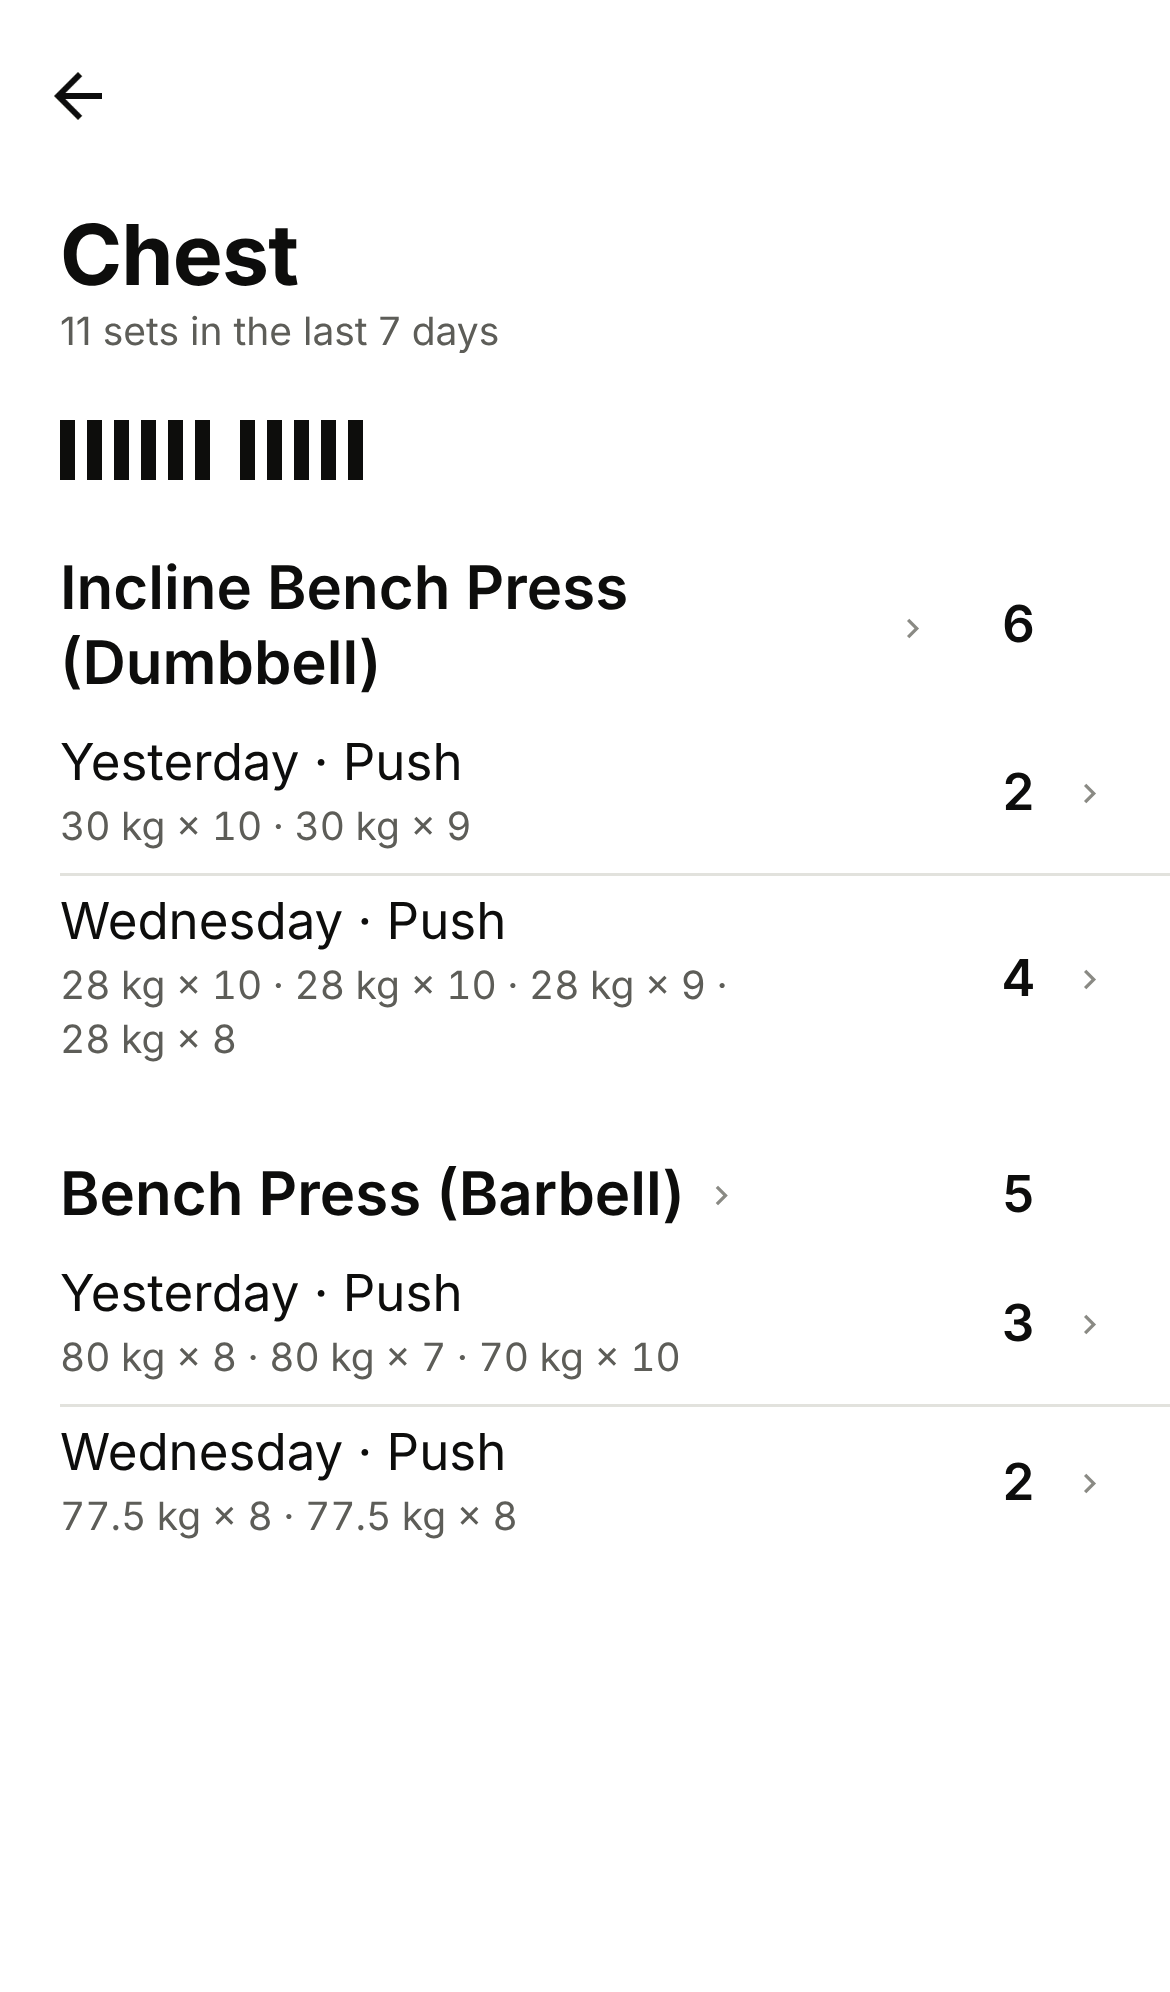 Chest
11 sets in the last 7 days
Incline Bench Press
(Dumbbell)
6
Yesterday · Push
30 kg × 10 · 30 kg × 9
2
Wednesday · Push
28 kg × 10 · 28 kg × 10 · 28 kg × 9 ·
28 kg × 8
4
Bench Press (Barbell)
5
Yesterday · Push
80 kg × 8 · 80 kg × 7 · 70 kg × 10
3
Wednesday · Push
77.5 kg × 8 · 77.5 kg × 8
2